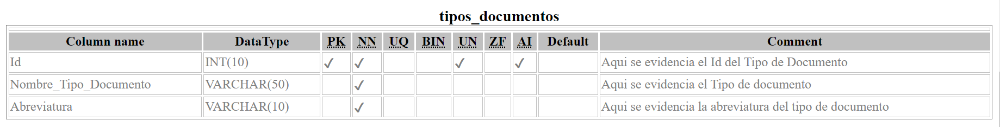 tipos_documentos
Column name DataType PK NN UQ BIN UN ZF AI Default Comment
Id INT(10) ✓ ✓ ✓ ✓ Aqui se evidencia el Id del Tipo de Documento
Nombre_Tipo_Documento VARCHAR(50) ✓ Aqui se evidencia el Tipo de documento
Abreviatura VARCHAR(10) ✓ Aqui se evidencia la abreviatura del tipo de documento